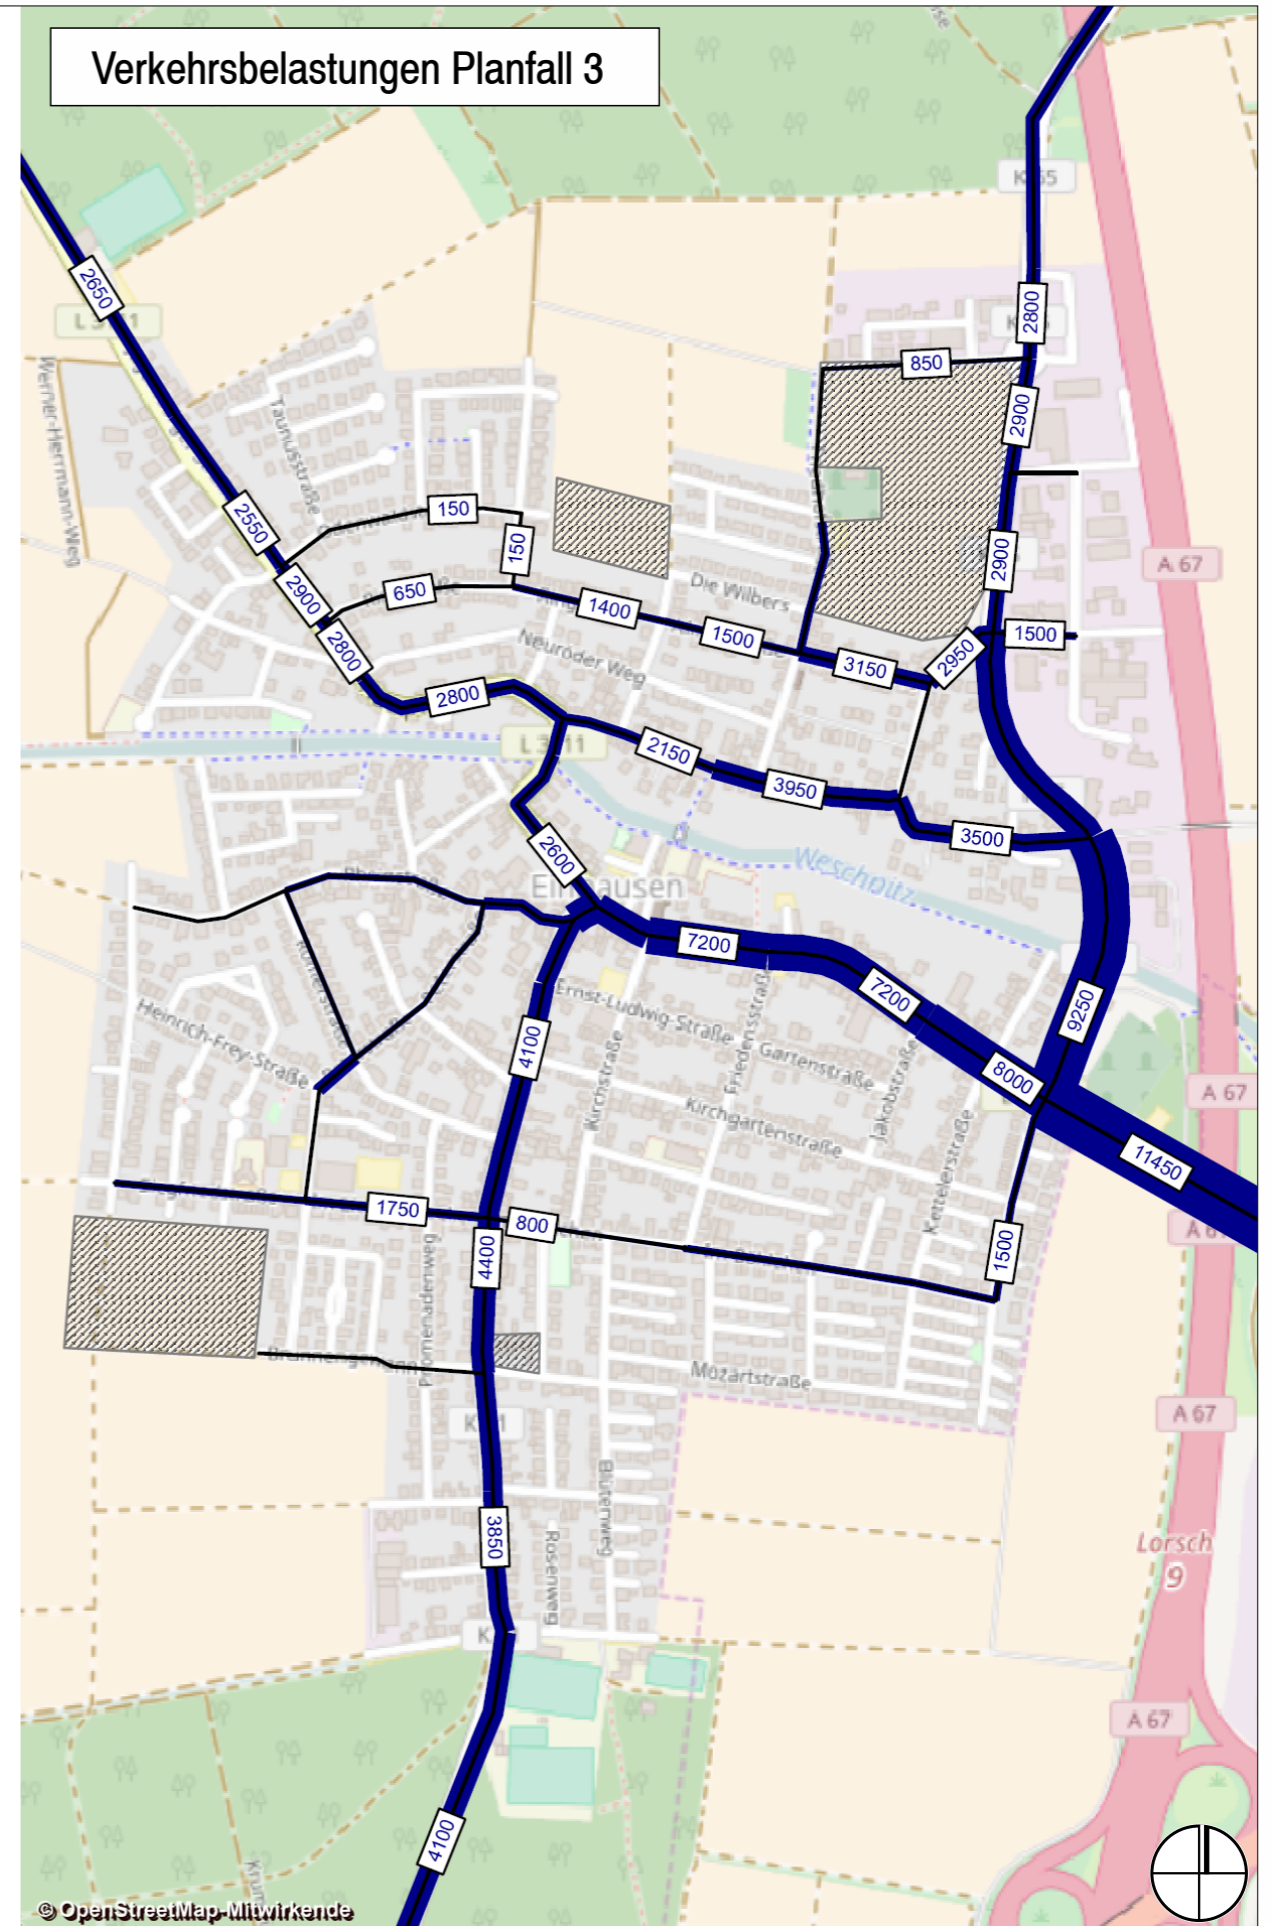 Verkehrsbelastungen Planfall 3
2650
2800
850
2900
Werner-Herrmann-Weg
Taunusstraße
2550
150
150
2900
A 67
2900
650
Die Wilbers
1400
1500
1500
2800
Neuroder Weg
3150
2950
2800
2150
3950
3500
Weschnitz
2600
7200
7200
9250
Ernst-Ludwig-Straße
Friedensstraße
Gartenstraße
4100
Kirchstraße
Heinrich-Frey-Straße
8000
Jakobstraße
Kirchgartenstraße
Kettelerstraße
A 67
11450
1750
800
4400
1500
Promenadenweg
Mozartstraße
A 67
Blütenweg
3850
Rosenweg
Lorsch
9
A 67
4100
© OpenStreetMap-Mitwirkende